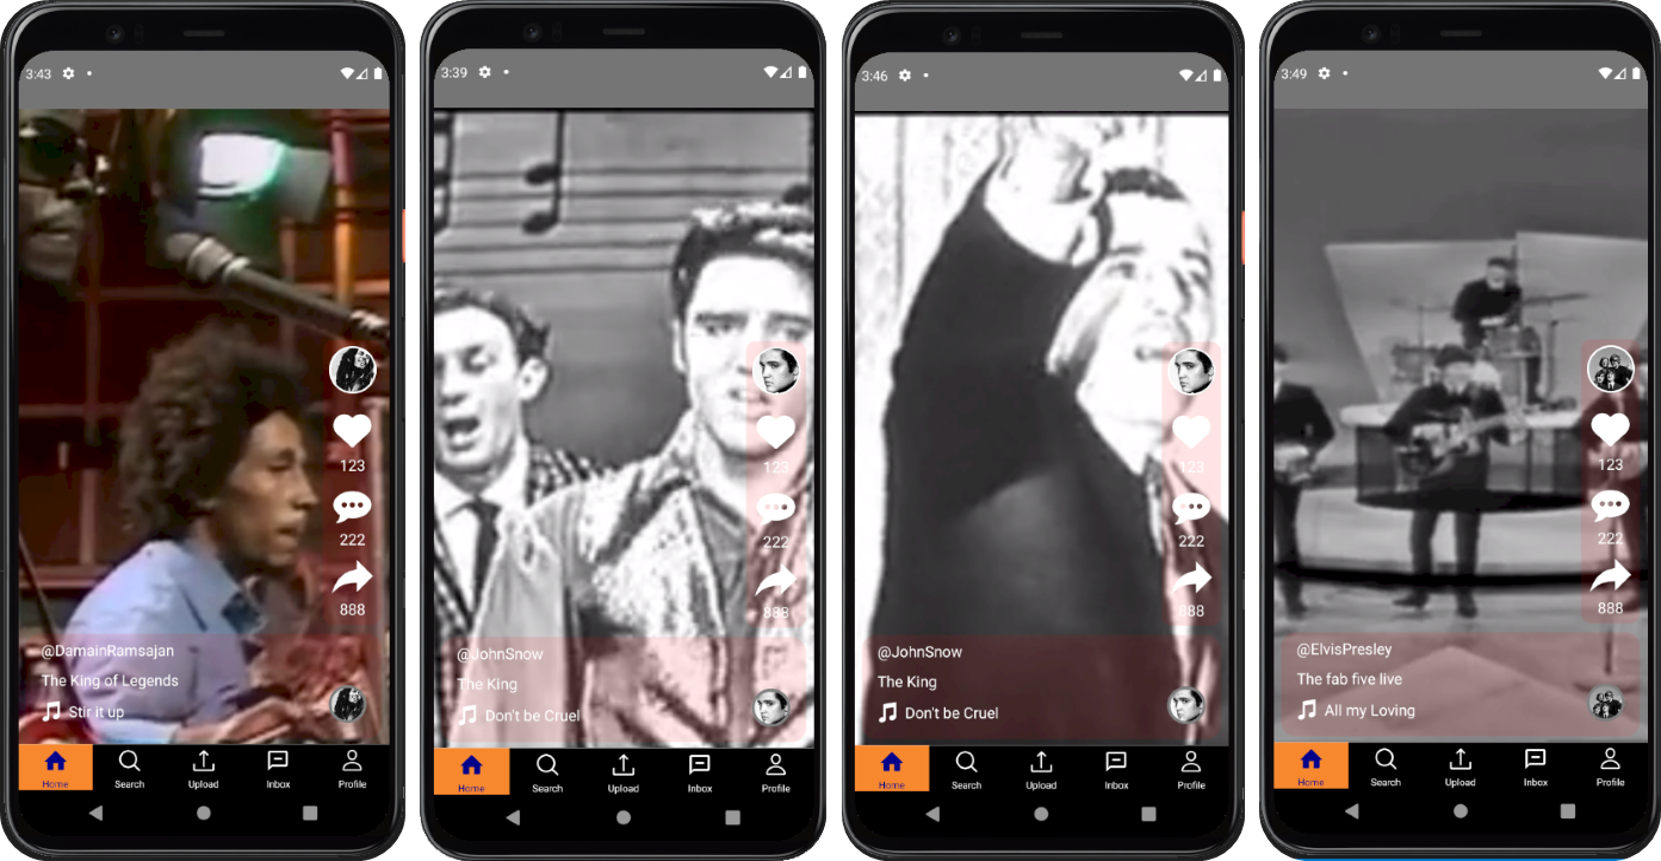 3:43
123
222
888
@DamainRamsajan
The King of Legends
Stir it up
Home
Search
Upload
Inbox
Profile
3:39
123
222
888
@JohnSnow
The King
Don't be Cruel
Home
Search
Upload
Inbox
Profile
3:46
123
222
888
@JohnSnow
The King
Don't be Cruel
Home
Search
Upload
Inbox
Profile
3:49
123
222
888
@ElvisPresley
The fab five live
All my Loving
Home
Search
Upload
Inbox
Profile